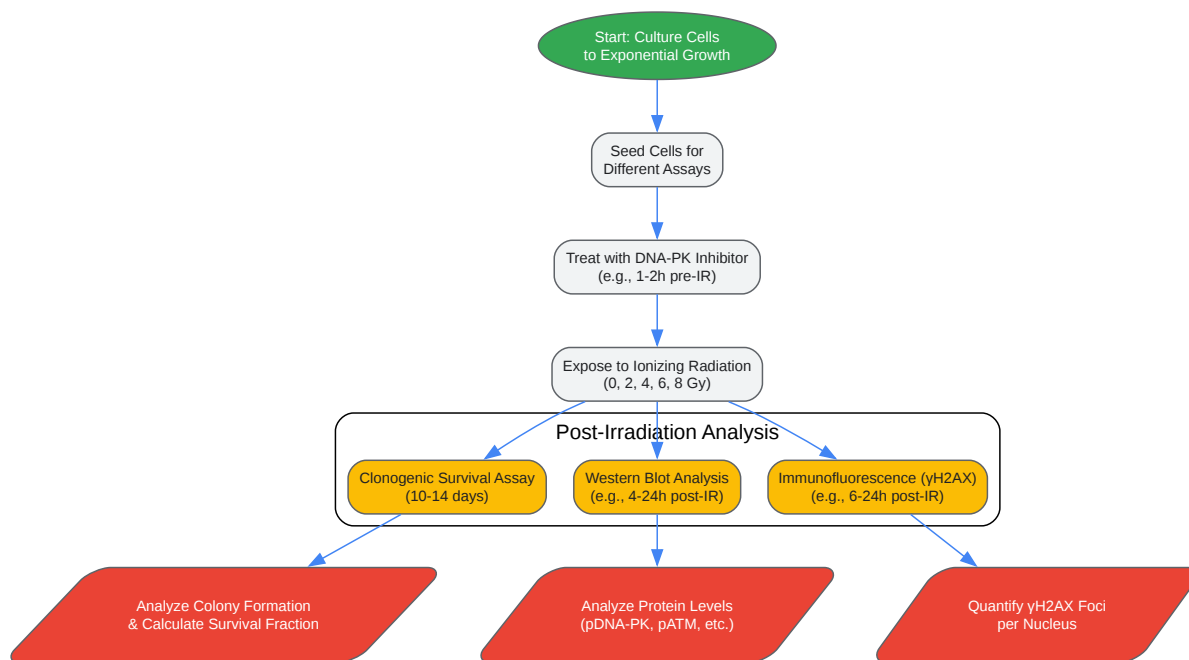 Start: Culture Cells
to Exponential Growth
Seed Cells for
Different Assays
Treat with DNA-PK Inhibitor
(e.g., 1-2h pre-IR)
Expose to Ionizing Radiation
(0, 2, 4, 6, 8 Gy)
Post-Irradiation Analysis
Clonogenic Survival Assay
(10-14 days)
Western Blot Analysis
(e.g., 4-24h post-IR)
Immunofluorescence (γH2AX)
(e.g., 6-24h post-IR)
Analyze Colony Formation
& Calculate Survival Fraction
Analyze Protein Levels
(pDNA-PK, pATM, etc.)
Quantify γH2AX Foci
per Nucleus